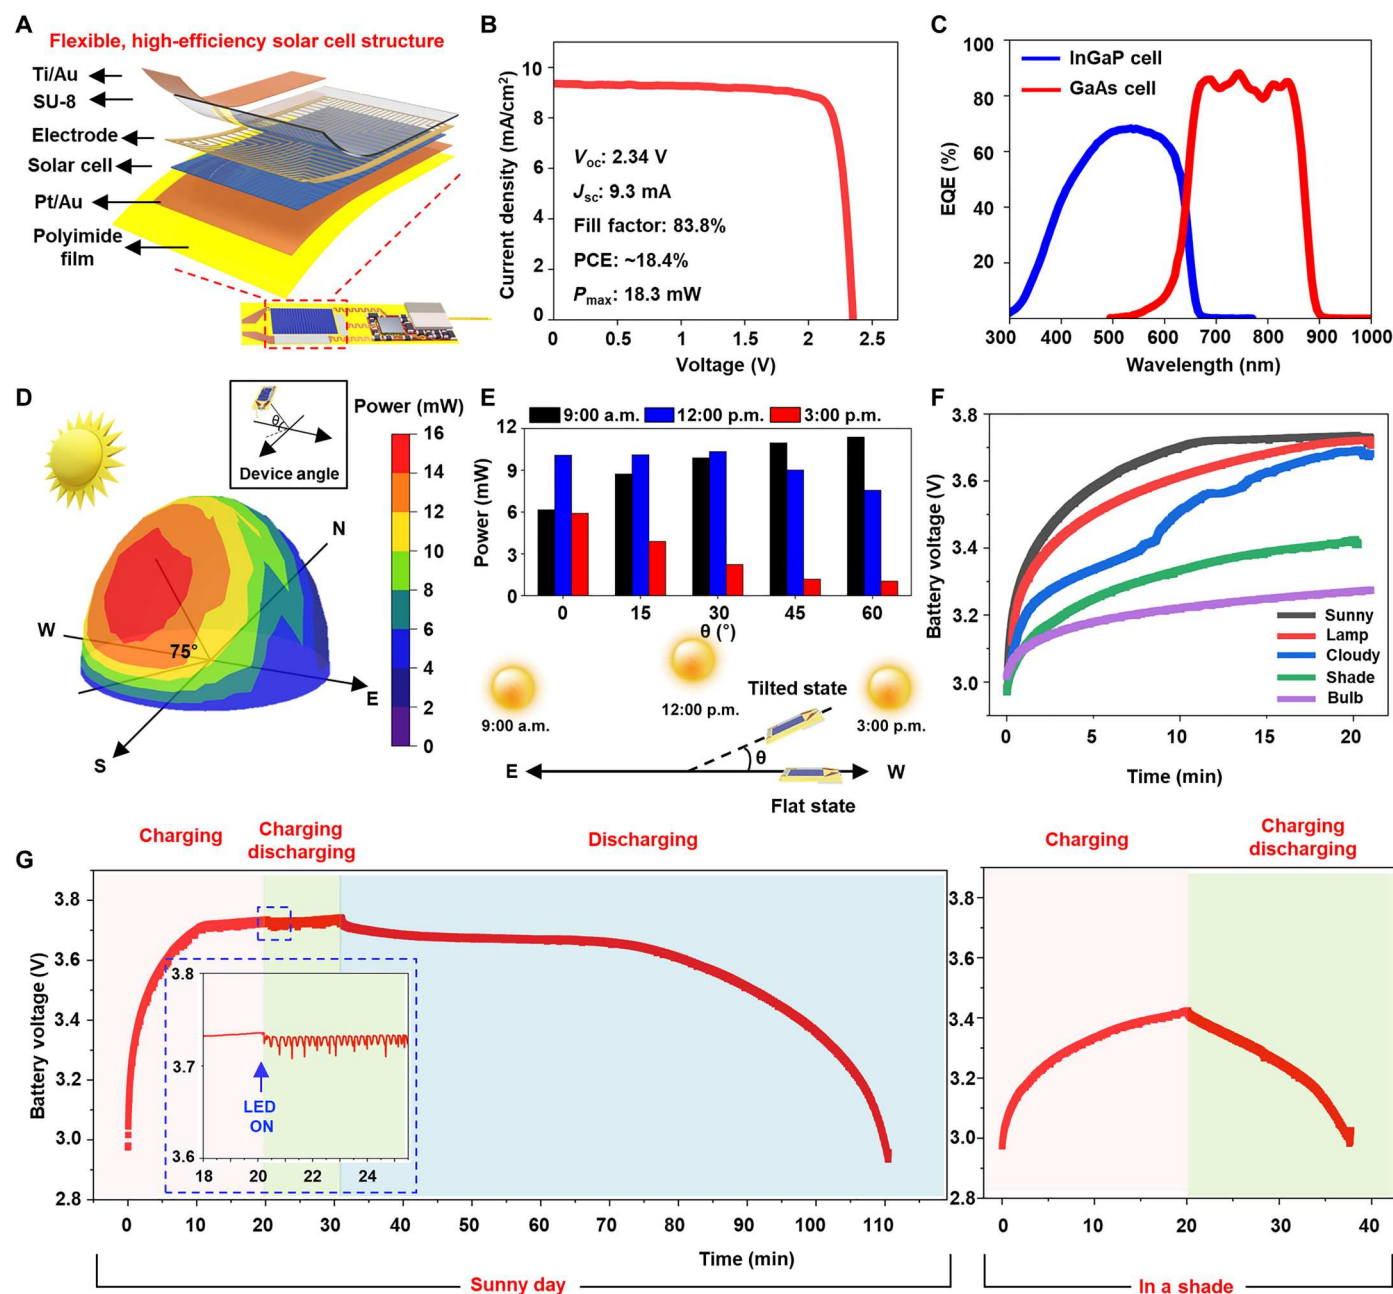 A
Flexible, high-efficiency solar cell structure
Ti/Au
SU-8
Electrode
Solar cell
Pt/Au
Polyimide
film
B
Current density (mA/cm²)
10
8
6
4
2
0
Voc: 2.34 V
Jsc: 9.3 mA
Fill factor: 83.8%
PCE: ~18.4%
Pmax: 18.3 mW
0 0.5 1 1.5 2 2.5
Voltage (V)
C
EQE (%)
100
80
60
40
20
InGaP cell
GaAs cell
300 400 500 600 700 800 900 1000
Wavelength (nm)
D
Device angle
θ
Power (mW)
16
14
12
10
8
6
4
2
0
N
W
75°
E
S
E
9:00 a.m. 12:00 p.m. 3:00 p.m.
Power (mW)
12
9
6
3
0
0 15 30 45 60
θ (°)
9:00 a.m.
12:00 p.m.
3:00 p.m.
Tilted state
θ
E
W
Flat state
F
Battery voltage (V)
3.8
3.6
3.4
3.2
3.0
Sunny
Lamp
Cloudy
Shade
Bulb
0 5 10 15 20
Time (min)
G
Charging
Charging
discharging
Discharging
Battery voltage (V)
3.8
3.6
3.4
3.2
3.0
2.8
3.8
3.7
3.6
LED
ON
18 20 22 24
0 10 20 30 40 50 60 70 80 90 100 110
Time (min)
Sunny day
Charging
Charging
discharging
3.8
3.6
3.4
3.2
3.0
2.8
0 10 20 30 40
In a shade